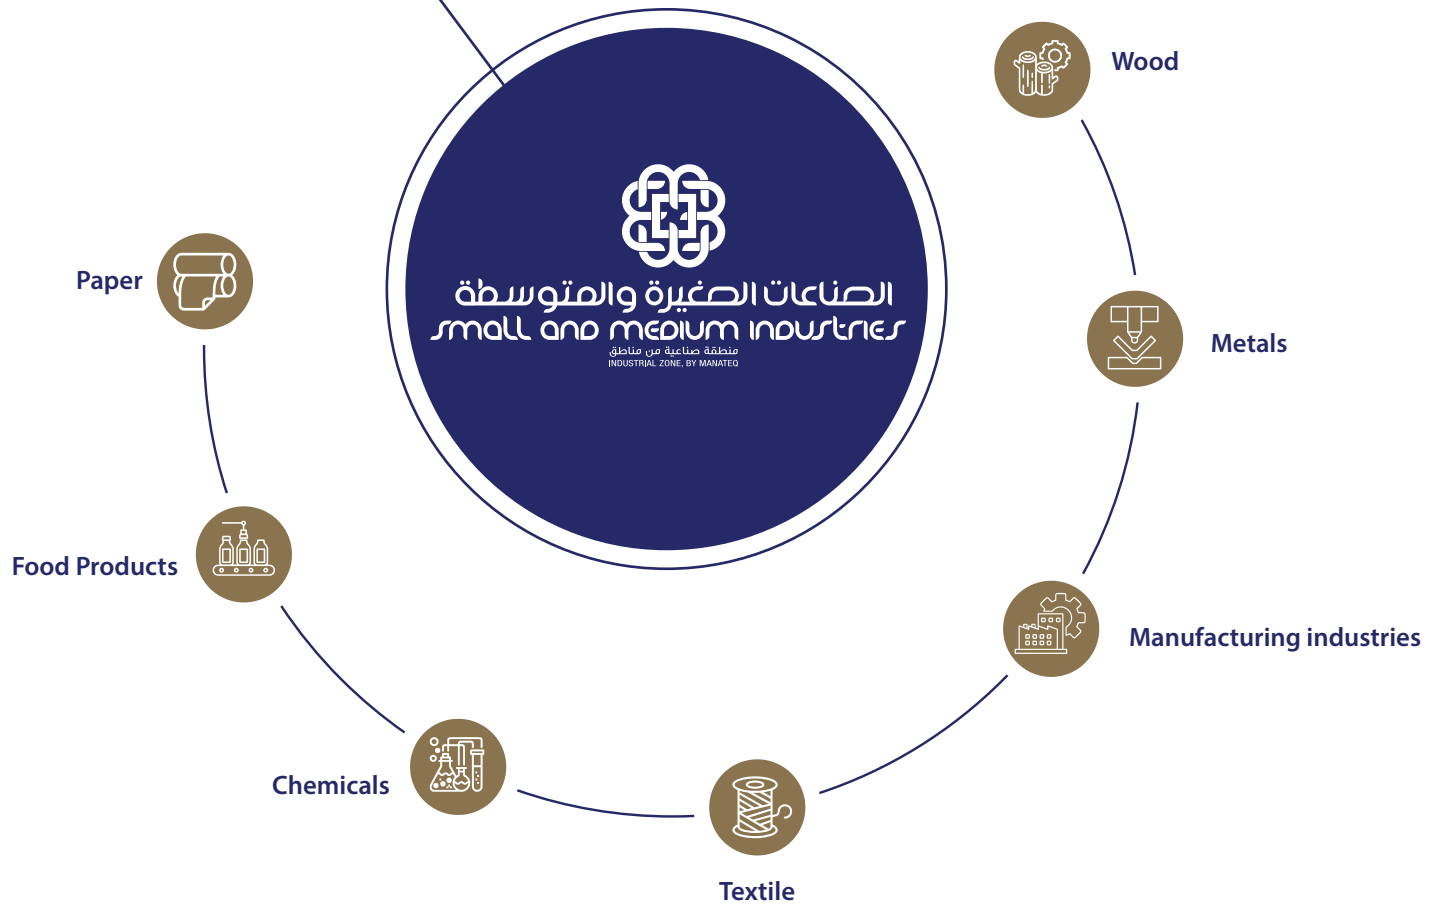 Wood
الصناعات الصغيرة والمتوسطة
small and medium industries
منطقة صناعية من مناطق
INDUSTRIAL ZONE, BY MANATEQ
Paper
Metals
Food Products
Manufacturing industries
Chemicals
Textile